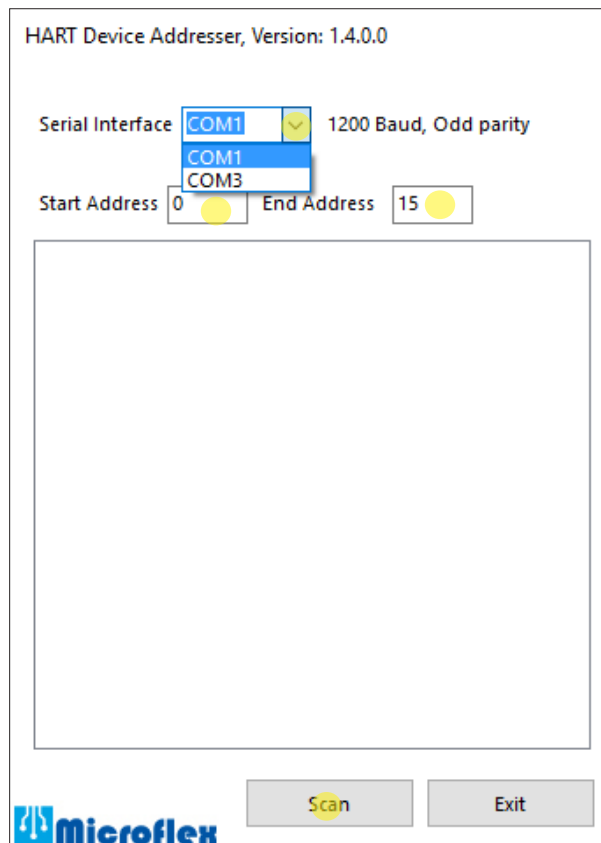 HART Device Addresser, Version: 1.4.0.0
Serial Interface COM1 1200 Baud, Odd parity
COM1
COM3
Start Address 0 End Address 15
Scan Exit
Microflex